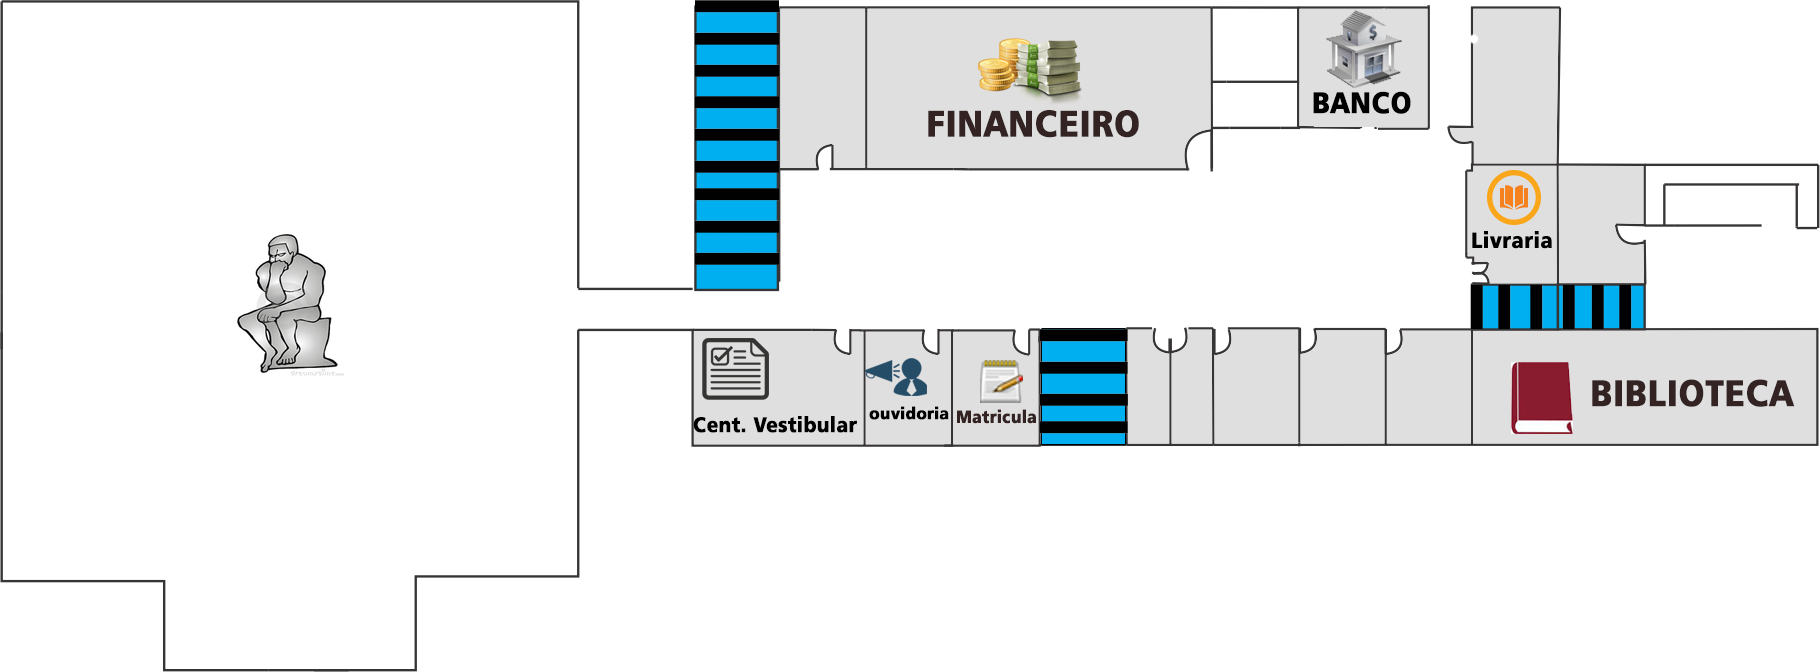 BANCO
FINANCEIRO
Livraria
Cent. Vestibular
ouvidoria
Matricula
BIBLIOTECA
$